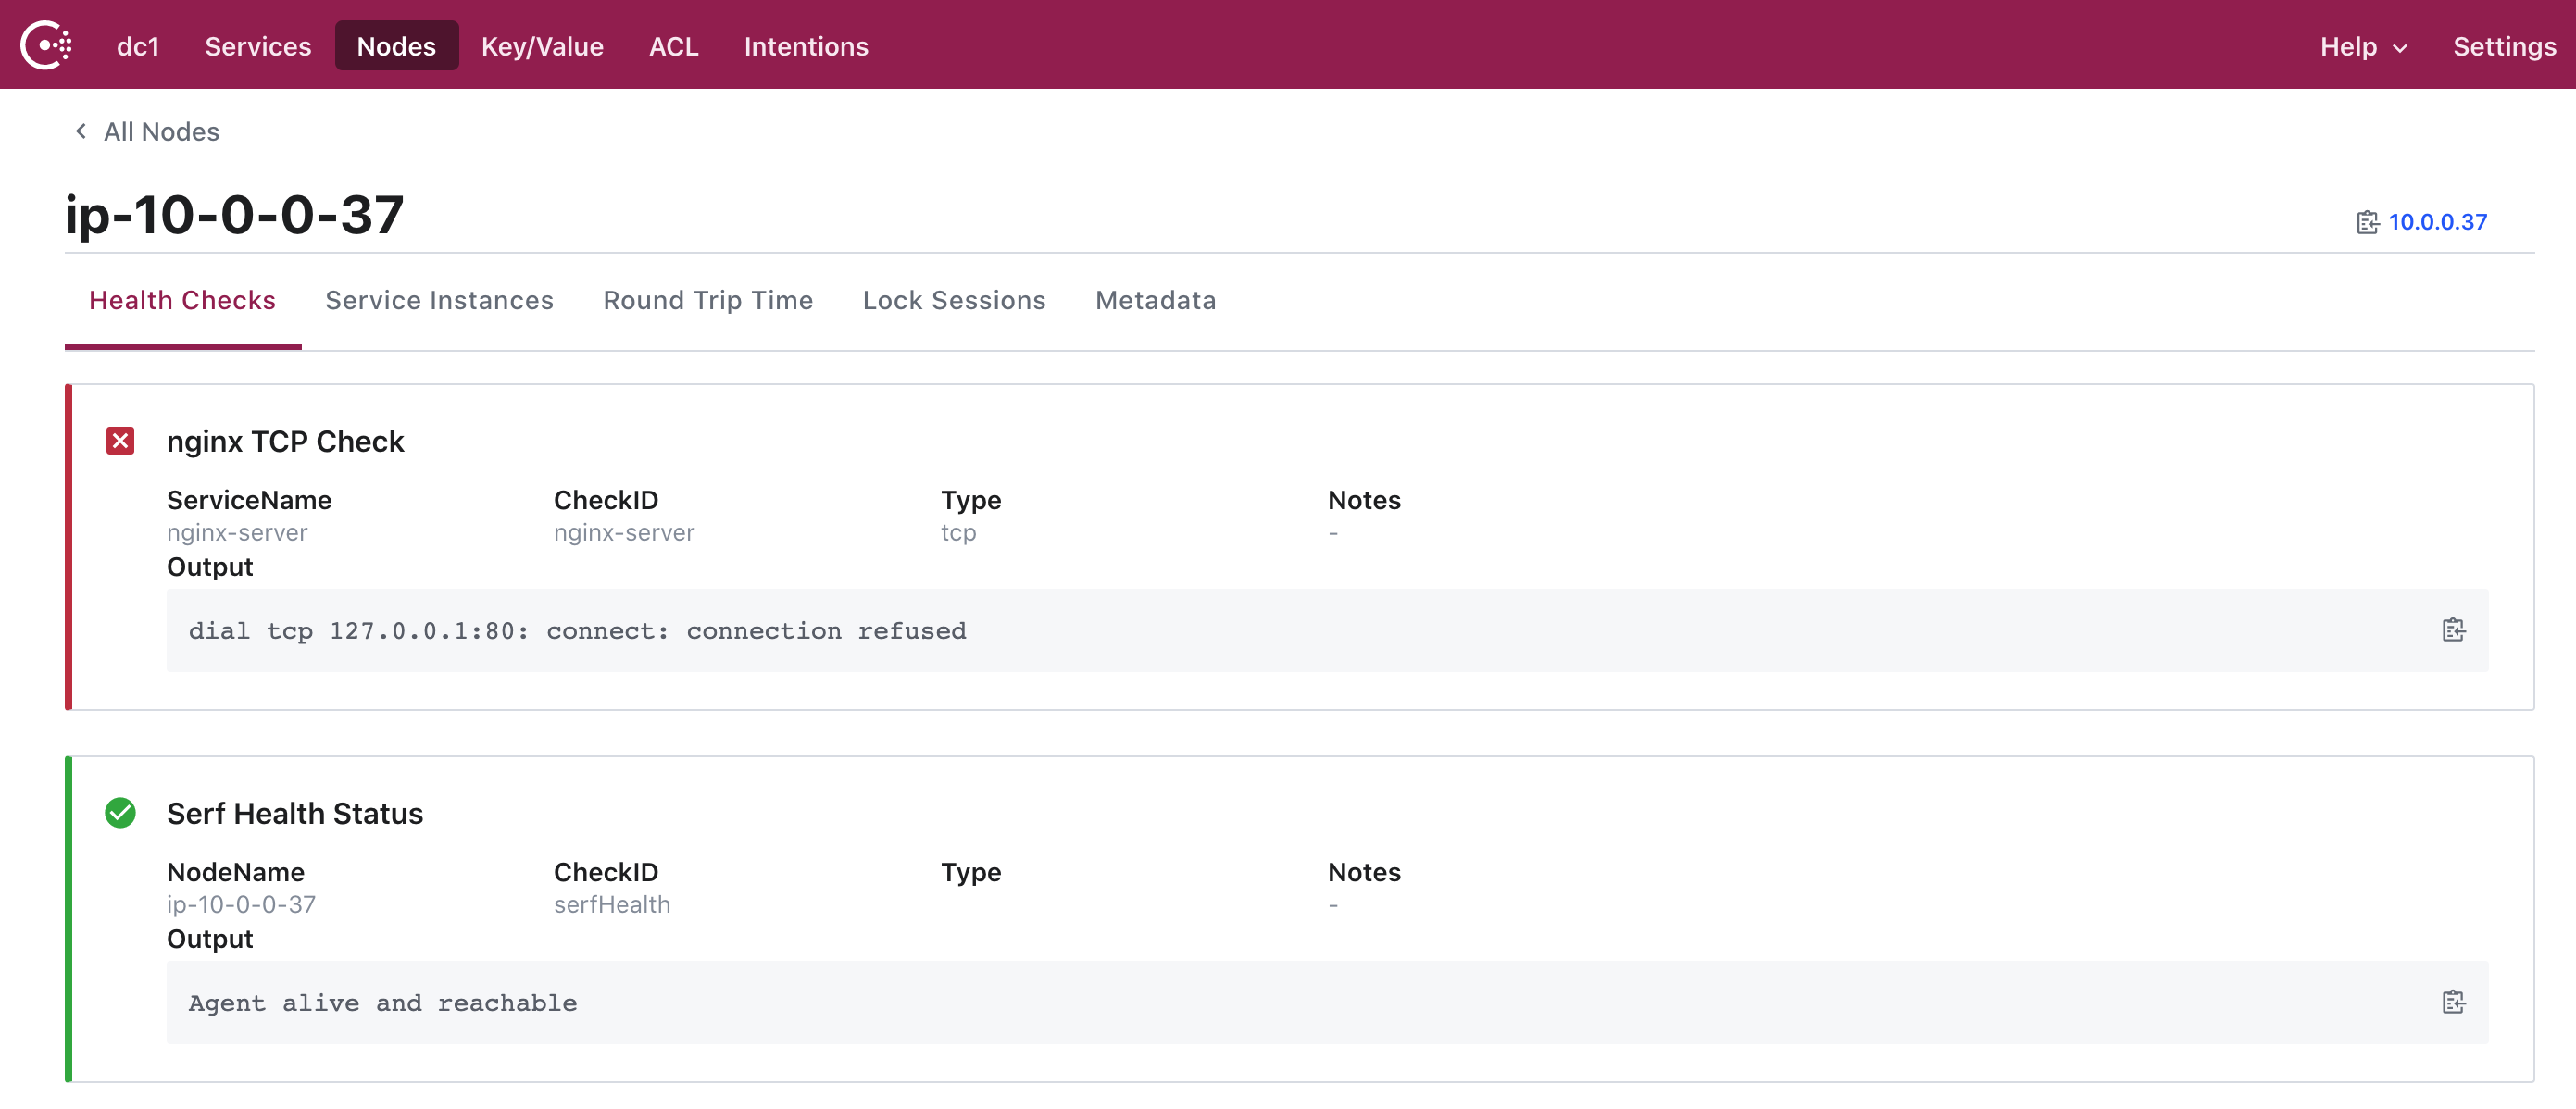 dc1 Services Nodes Key/Value ACL Intentions Help Settings
All Nodes
ip-10-0-0-37 10.0.0.37
Health Checks Service Instances Round Trip Time Lock Sessions Metadata
nginx TCP Check
ServiceName CheckID Type Notes
nginx-server nginx-server tcp -
Output
dial tcp 127.0.0.1:80: connect: connection refused
Serf Health Status
NodeName CheckID Type Notes
ip-10-0-0-37 serfHealth -
Output
Agent alive and reachable